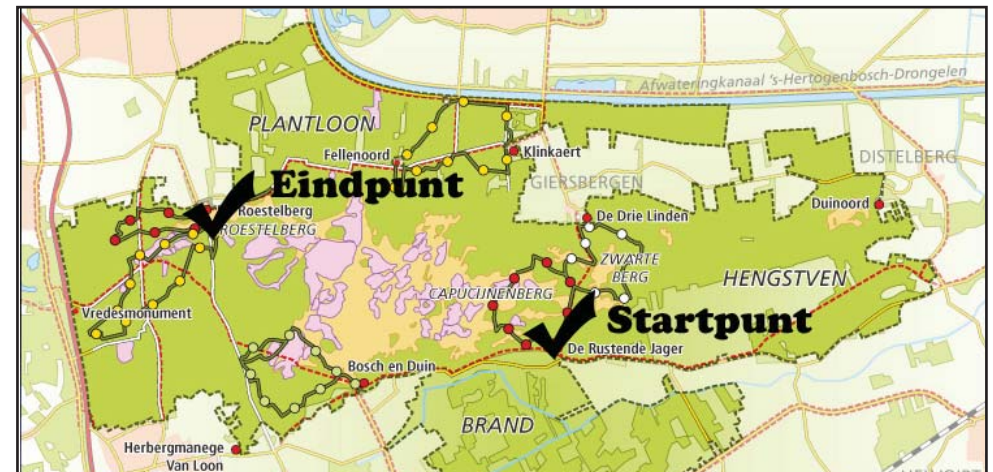 Afwateringkanaal 's-Hertogenbosch-Drongelen
PLANTLOON
Fellenoord
Klinkaert
DISTELBERG
GIERSBERGEN
Eindpunt
Duinoord
Roestelberg
ROESTELBERG
De Drie Linden
ZWARTE
BERG
HENGSTVEN
CAPUCIJNENBERG
Vredesmonument
Startpunt
De Rustende Jager
Bosch en Duin
BRAND
Herbergmanege
Van Loon